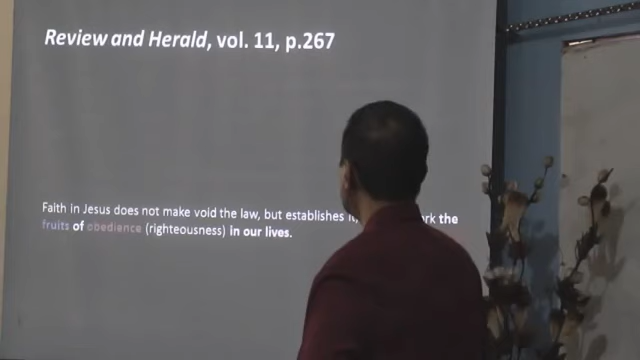 Review and Herald, vol. 11, p.267
Faith in Jesus does not make void the law, but establishes the
fruits of obedience (righteousness) in our lives.